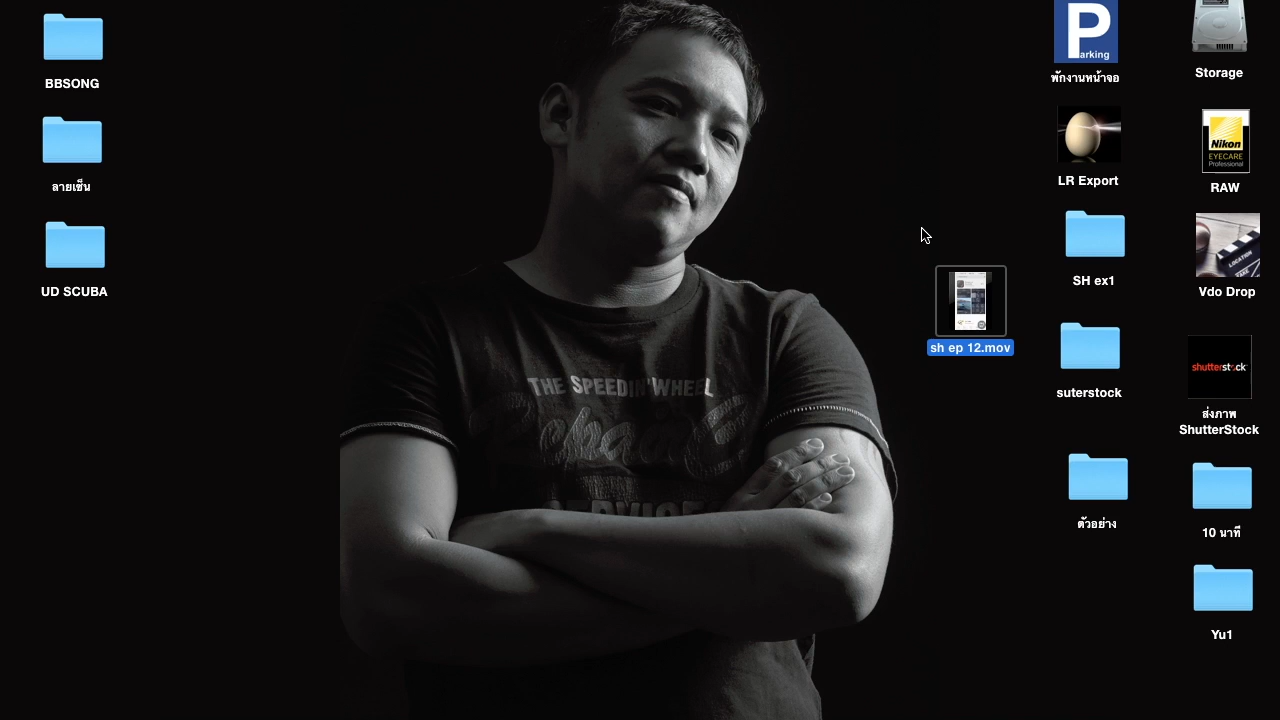 BBSONG
ลายเซ็น
UD SCUBA
THE SPEEDIN'WHEEL
sh ep 12.mov
P
arking
พักงานหน้าจอ
LR Export
SH ex1
suterstock
ตัวอย่าง
Storage
Nikon
EYECARE
Professional
RAW
LOCATION
Vdo Drop
shutterstock
ส่งภาพ
ShutterStock
10 นาที
Yu1